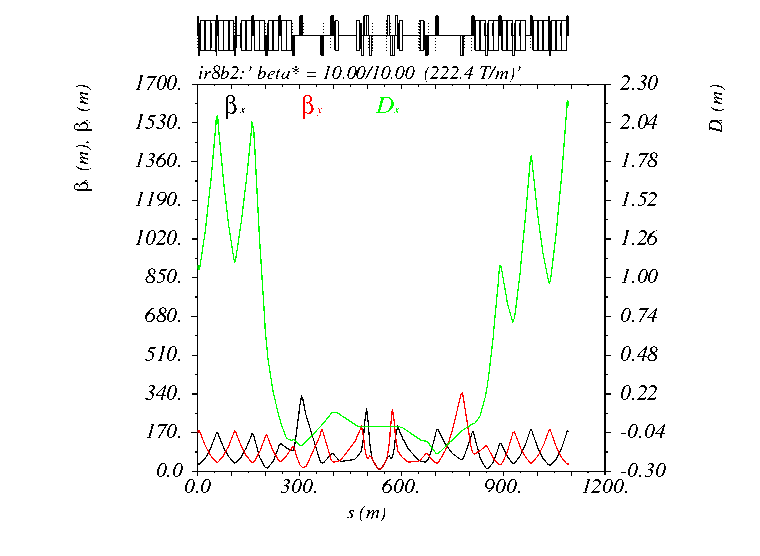 ir8b2:' beta* = 10.00/10.00 (222.4 T/m)'
βx βx Dx
1700. 2.30
1530. 2.04
1360. 1.78
1190. 1.52
1020. 1.26
850. 1.00
680. 0.74
510. 0.48
340. 0.22
170. -0.04
0.0 -0.30
0.0 300. 600. 900. 1200.
s (m)
β (m), β (m)
D (m)